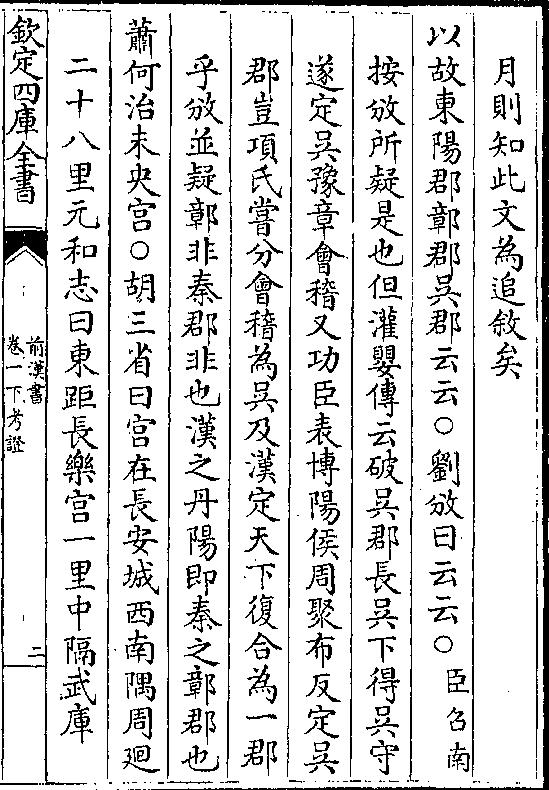 月則知此文為追敘矣
以故東陽郡鄣郡吳郡云云○劉攽曰云云○臣召南
按攽所疑是也但灌嬰傳云破吳郡長吳下得吳守
遂定吳豫章會稽又功臣表博陽侯周聚布反定吳
郡豈項氏嘗分會稽為吳及漢定天下復合為一郡
乎攽並疑鄣非秦郡非也漢之丹陽即秦之鄣郡也
蕭何治未央宫○胡三省曰宫在長安城西南隅周廻
二十八里元和志曰東距長樂宫一里中隔武庫
欽定四庫全書
前漢書
卷一下考證
二